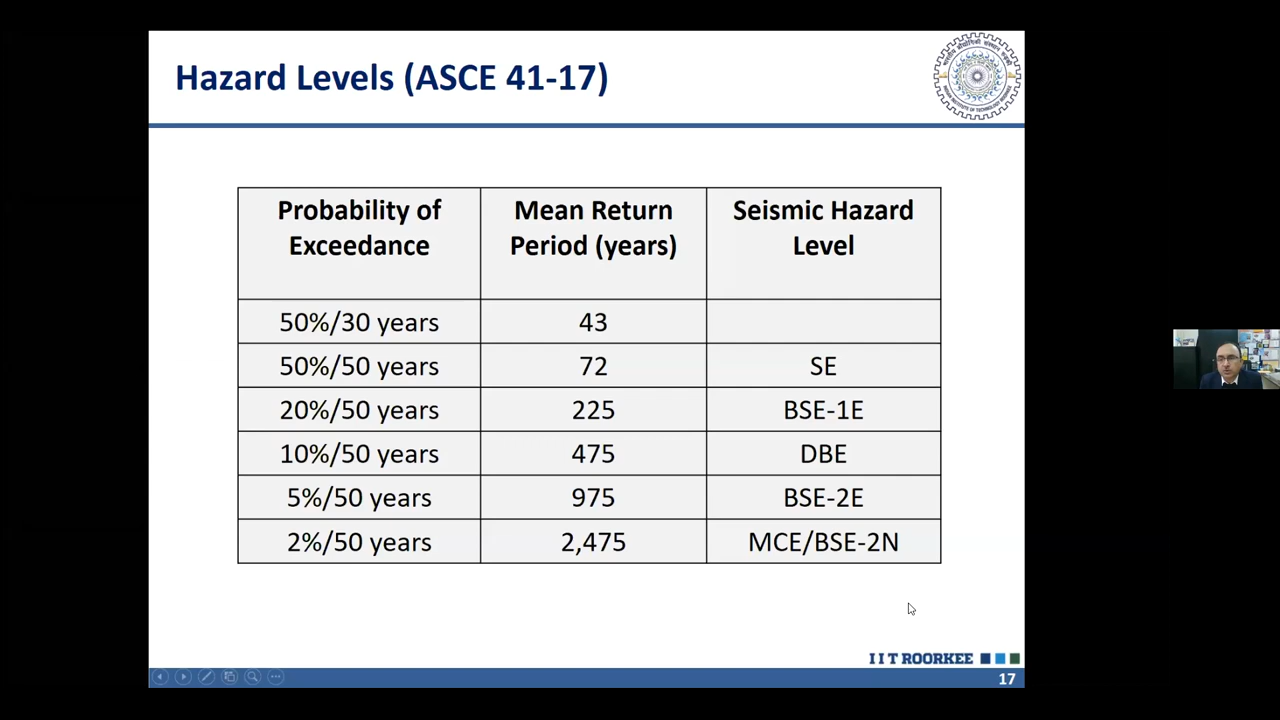 Hazard Levels (ASCE 41-17)
Probability of Exceedance
Mean Return Period (years)
Seismic Hazard Level
50%/30 years 43
50%/50 years 72 SE
20%/50 years 225 BSE-1E
10%/50 years 475 DBE
5%/50 years 975 BSE-2E
2%/50 years 2,475 MCE/BSE-2N
IIT ROORKEE
17